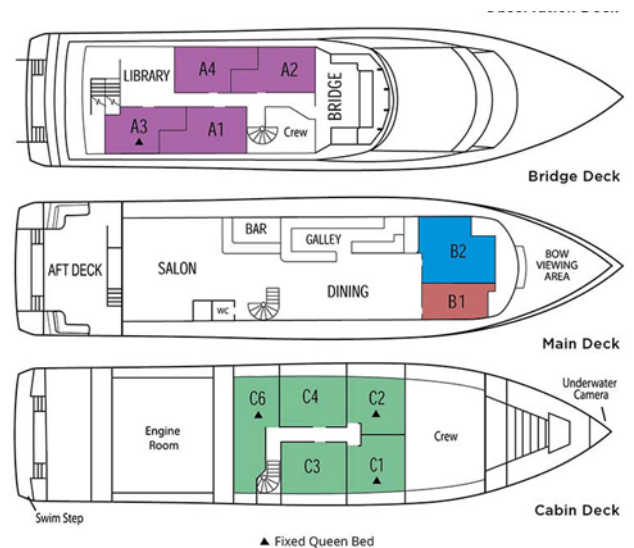 Observation Deck
LIBRARY
A4
A2
BRIDGE
A3
A1
Crew
Bridge Deck
BAR
GALLEY
AFT DECK
SALON
DINING
WC
B2
B1
BOW
VIEWING
AREA
Main Deck
Underwater
Camera
C6
C4
C2
Engine
Room
Crew
C3
C1
Swim Step
Cabin Deck
▲ Fixed Queen Bed